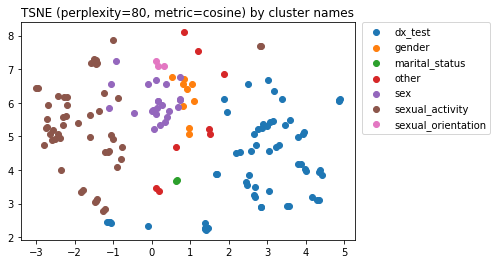 TSNE (perplexity=80, metric=cosine) by cluster names
8
7
6
5
4
3
2
−3
−2
−1
0
1
2
3
4
5
dx_test
gender
marital_status
other
sex
sexual_activity
sexual_orientation